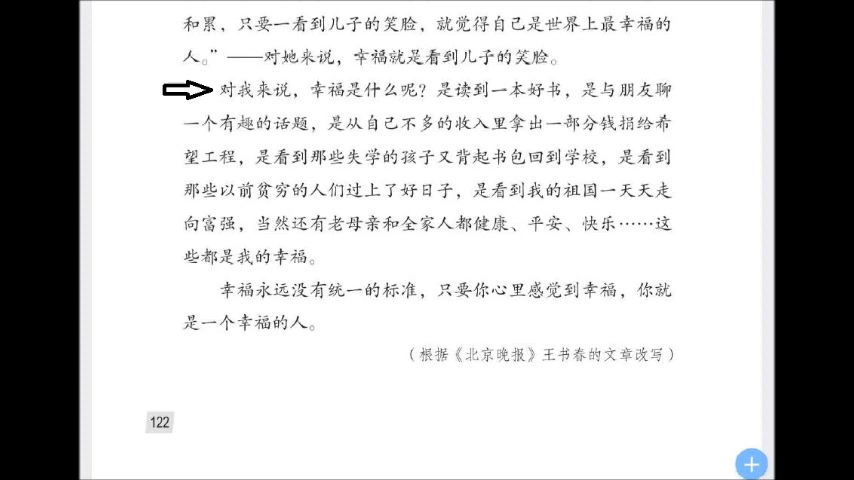 和累，只要一看到儿子的笑脸，就觉得自己是世界上最幸福的
人。”——对她来说，幸福就是看到儿子的笑脸。
对我来说，幸福是什么呢？是读到一本好书，是与朋友聊
一个有趣的话题，是从自己不多的收入里拿出一部分钱捐给希
望工程，是看到那些失学的孩子又背起书包回到学校，是看到
那些以前贫穷的人们过上了好日子，是看到我的祖国一天天走
向富强，当然还有老母亲和全家人都健康、平安、快乐……这
些都是我的幸福。
幸福永远没有统一的标准，只要你心里感觉到幸福，你就
是一个幸福的人。
（根据《北京晚报》王书春的文章改写）
122